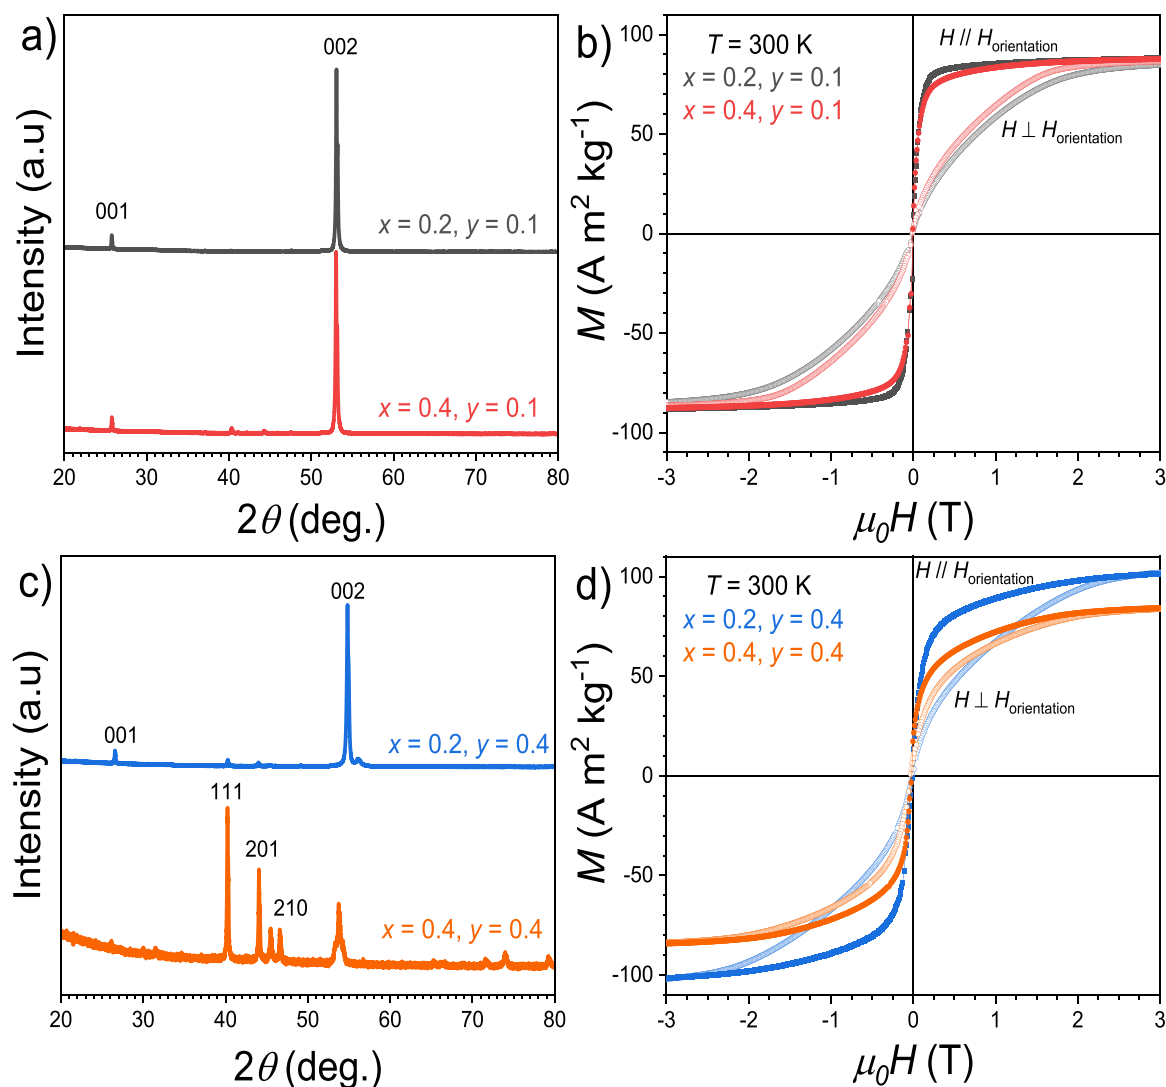 a)
002
001
x = 0.2, y = 0.1
x = 0.4, y = 0.1
Intensity (a.u)
20 30 40 50 60 70 80
2θ (deg.)
b)
T = 300 K
x = 0.2, y = 0.1
x = 0.4, y = 0.1
H // Horientation
H ⊥ Horientation
M (A m² kg⁻¹)
100
50
0
-50
-100
-3 -2 -1 0 1 2 3
μ₀H (T)
c)
002
001
x = 0.2, y = 0.4
111
201
210
x = 0.4, y = 0.4
Intensity (a.u)
20 30 40 50 60 70 80
2θ (deg.)
d)
T = 300 K
x = 0.2, y = 0.4
x = 0.4, y = 0.4
H // Horientation
H ⊥ Horientation
M (A m² kg⁻¹)
100
50
0
-50
-100
-3 -2 -1 0 1 2 3
μ₀H (T)